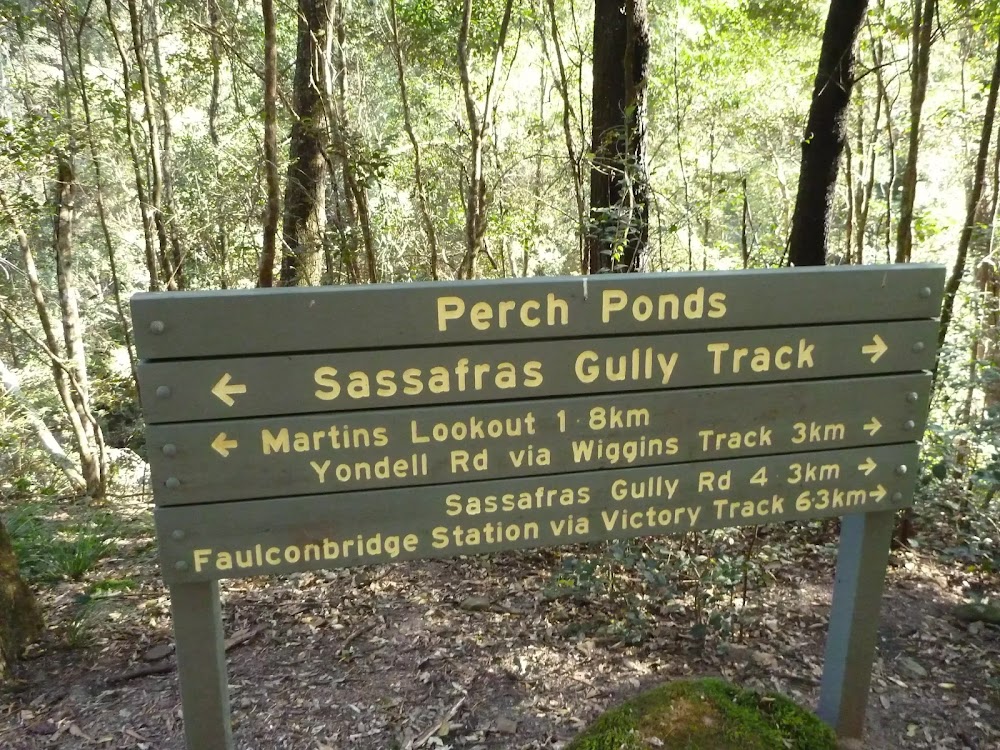 Perch Ponds
← Sassafras Gully Track →
← Martins Lookout 1·8km
Yondell Rd via Wiggins Track 3km →
Sassafras Gully Rd 4·3km →
Faulconbridge Station via Victory Track 6·3km →